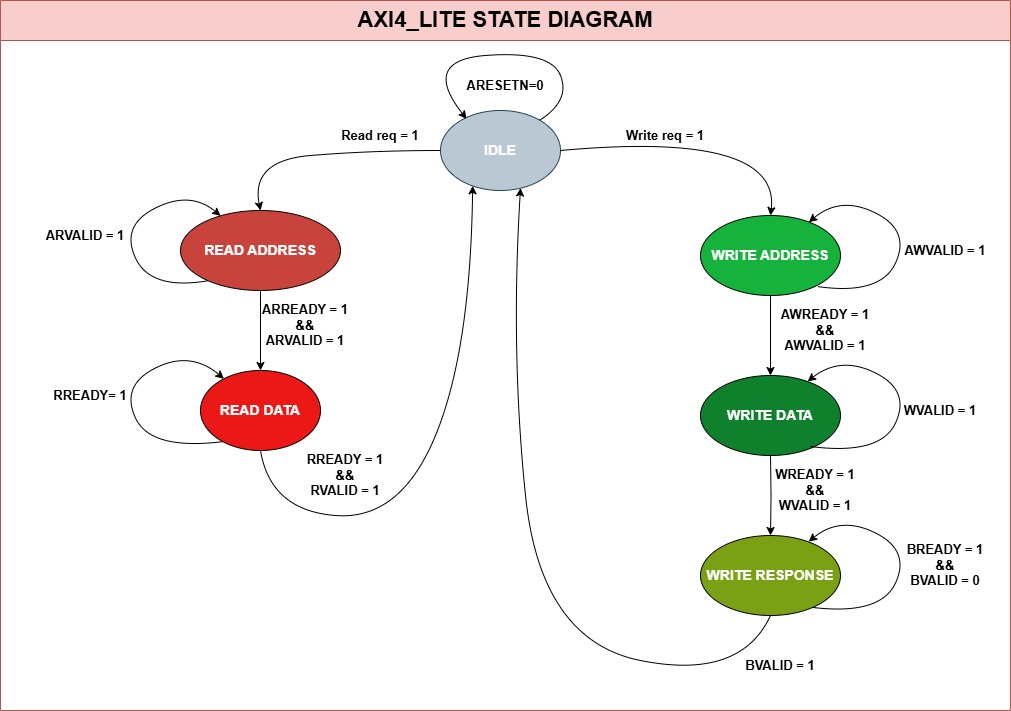 AXI4_LITE STATE DIAGRAM
ARESETN=0
IDLE
Read req = 1
Write req = 1
ARVALID = 1
READ ADDRESS
WRITE ADDRESS
AWVALID = 1
ARREADY = 1
&&
ARVALID = 1
AWREADY = 1
&&
AWVALID = 1
RREADY= 1
READ DATA
WRITE DATA
WVALID = 1
RREADY = 1
&&
RVALID = 1
WREADY = 1
&&
WVALID = 1
WRITE RESPONSE
BREADY = 1
&&
BVALID = 0
BVALID = 1